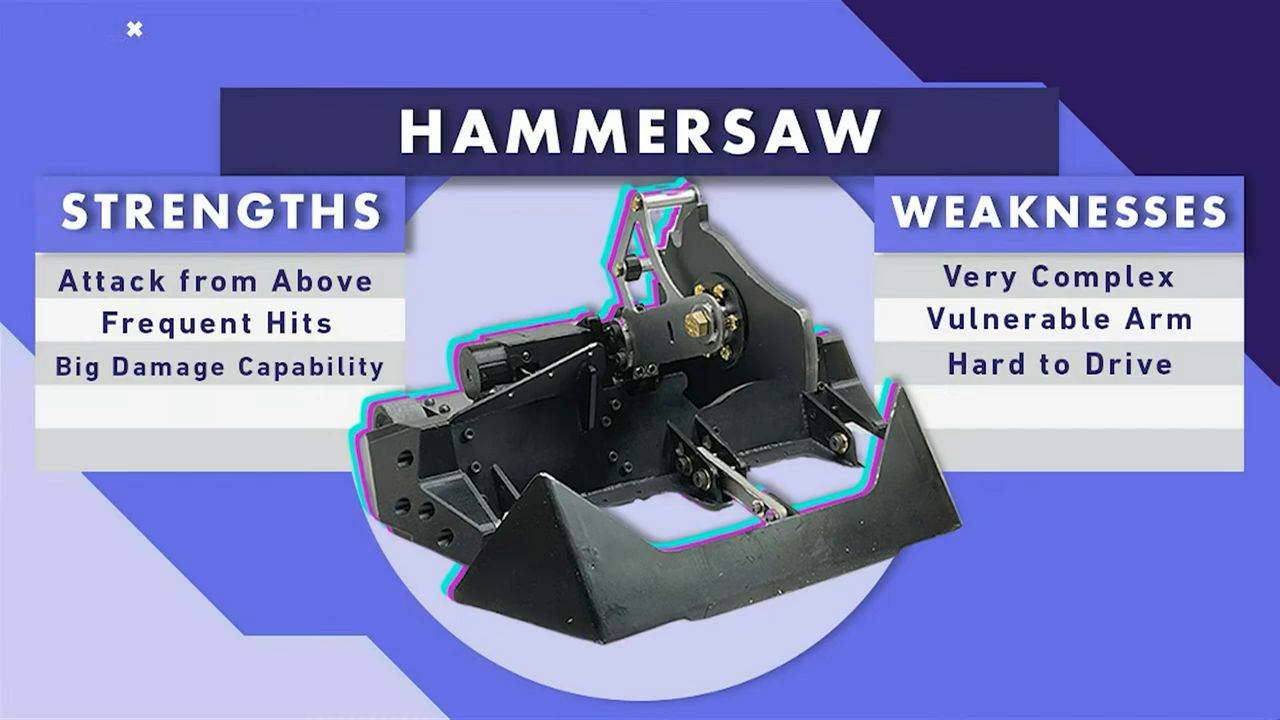 HAMMERSAW
STRENGTHS
Attack from Above
Frequent Hits
Big Damage Capability
WEAKNESSES
Very Complex
Vulnerable Arm
Hard to Drive